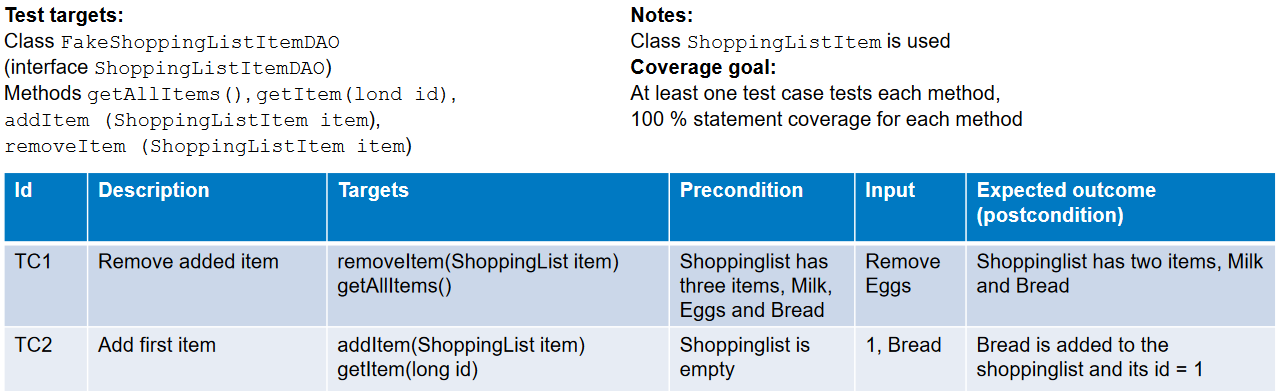 Test targets:
Class FakeShoppingListItemDAO
(interface ShoppingListItemDAO)
Methods getAllItems(), getItem(lond id),
addItem (ShoppingListItem item),
removeItem (ShoppingListItem item)
Notes:
Class ShoppingListItem is used
Coverage goal:
At least one test case tests each method,
100 % statement coverage for each method
Id Description Targets Precondition Input Expected outcome
(postcondition)
TC1 Remove added item removeItem(ShoppingList item) Shoppinglist has Remove Shoppinglist has two items, Milk
getAllItems() three items, Milk, Eggs and Bread
Eggs and Bread
TC2 Add first item addItem(ShoppingList item) Shoppinglist is 1, Bread Bread is added to the
getItem(long id) empty shoppinglist and its id = 1